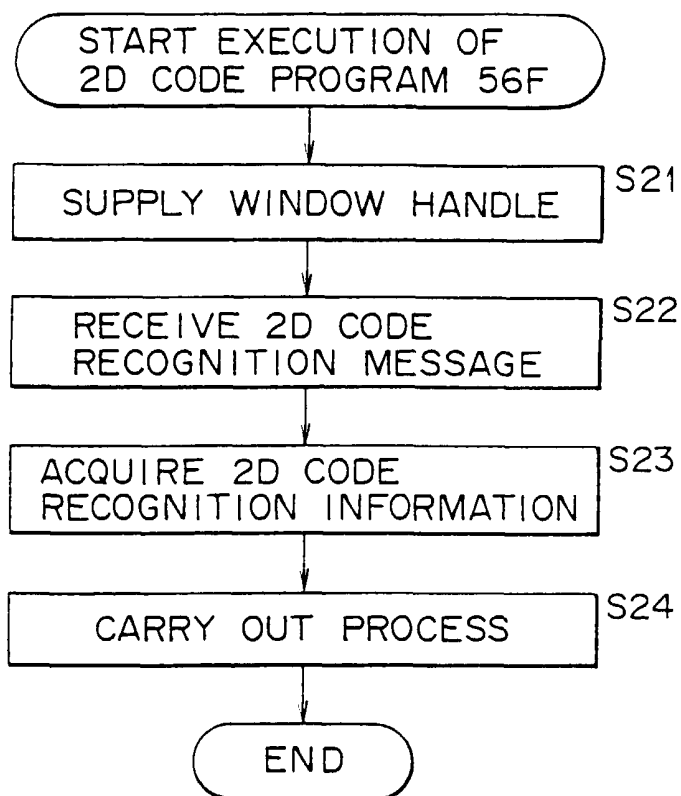 START EXECUTION OF
2D CODE PROGRAM 56F
S21
SUPPLY WINDOW HANDLE
S22
RECEIVE 2D CODE
RECOGNITION MESSAGE
S23
ACQUIRE 2D CODE
RECOGNITION INFORMATION
S24
CARRY OUT PROCESS
END